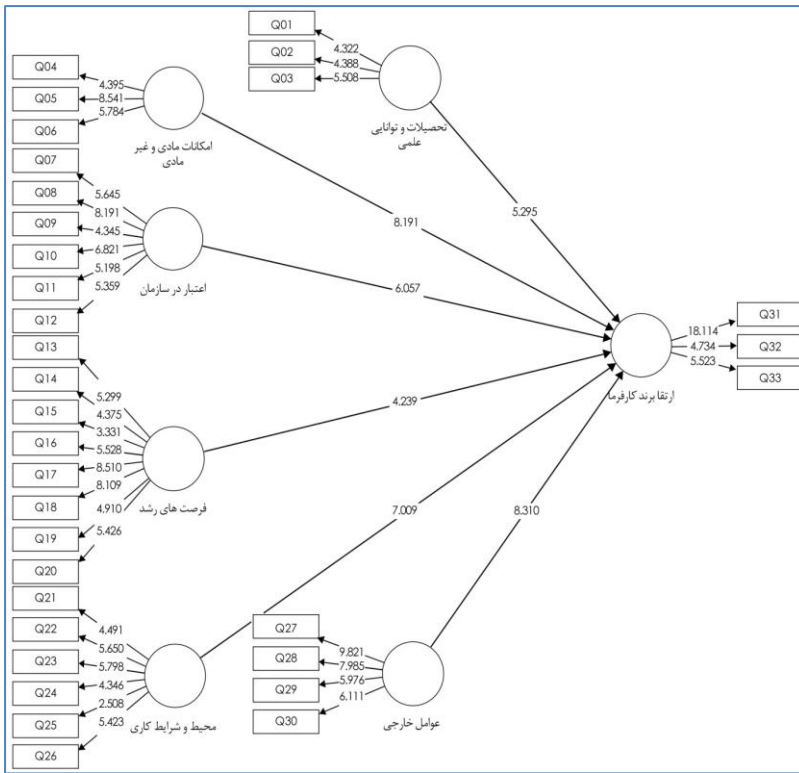 Q01
4.322
Q02
4.388
Q03
5.508
تحصیلات و توانایی
علمی
Q04
4.395
Q05
8.541
Q06
5.784
امکانات مادی و غیر
مادی
Q07
5.645
Q08
8.191
Q09
4.345
Q10
6.821
Q11
5.198
Q12
5.359
اعتبار در سازمان
Q13
5.299
Q14
4.375
Q15
3.331
Q16
5.528
Q17
8.510
Q18
8.109
Q19
4.910
Q20
5.426
فرصت های رشد
Q21
4.491
Q22
5.650
Q23
5.798
Q24
4.346
Q25
2.508
Q26
5.423
محیط و شرایط کاری
Q27
9.821
Q28
7.985
Q29
5.976
Q30
6.111
عوامل خارجی
5.295
8.191
6.057
4.239
7.009
8.310
18.114
Q31
4.734
Q32
5.523
Q33
ارتقا برند کارفرما